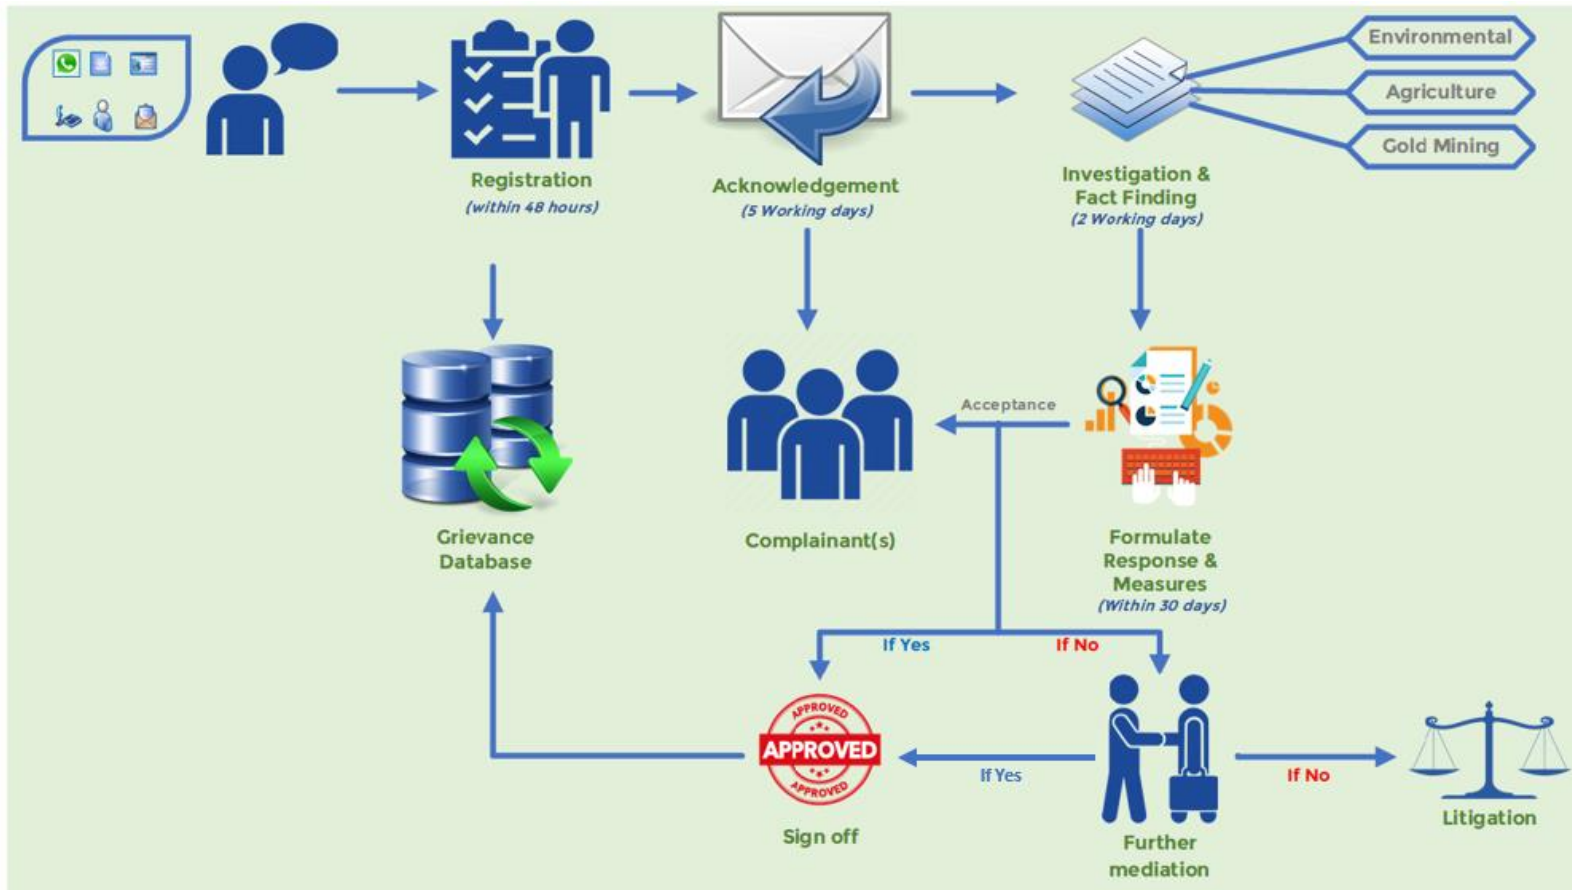 Environmental
Agriculture
Gold Mining
Registration
(within 48 hours)
Acknowledgement
(5 Working days)
Investigation &
Fact Finding
(2 Working days)
Acceptance
Grievance
Database
Complainant(s)
Formulate
Response &
Measures
(Within 30 days)
If Yes
If No
APPROVED
APPROVED
APPROVED
If Yes
If No
Sign off
Further
mediation
Litigation